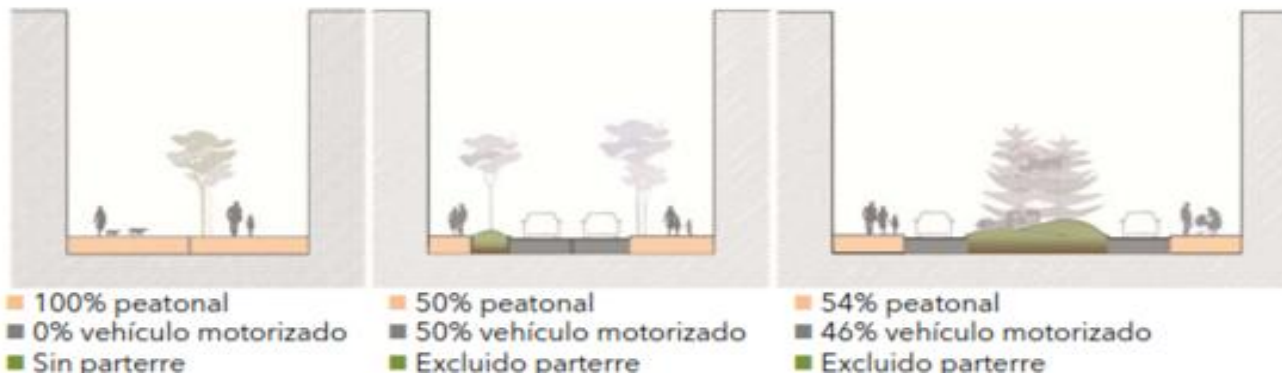 100% peatonal
0% vehículo motorizado
Sin parterre
50% peatonal
50% vehículo motorizado
Excluido parterre
54% peatonal
46% vehículo motorizado
Excluido parterre